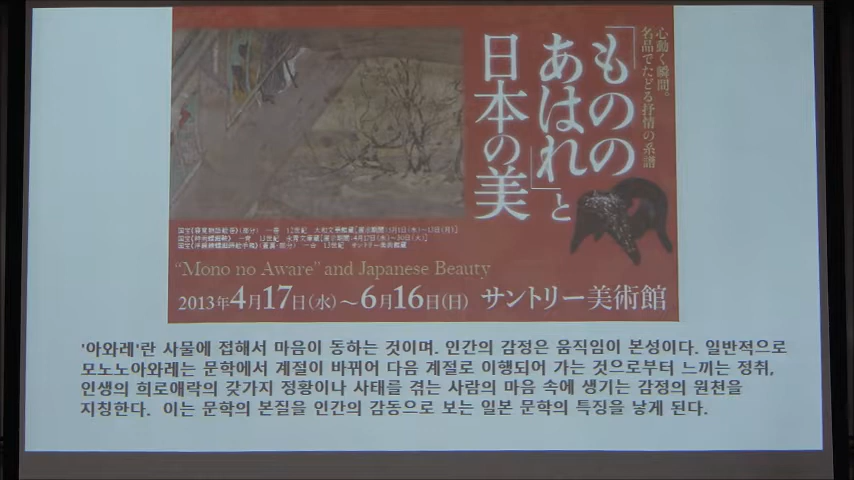 心動く瞬間。
名品でたどる抒情の系譜
「ものの
あはれ」と
日本の美
"Mono no Aware" and Japanese Beauty
2013年4月17日(水)～6月16日(日) サントリー美術館
'아와레'란 사물에 접해서 마음이 동하는 것이며. 인간의 감정은 움직임이 본성이다. 일반적으로
모노노아와레는 문학에서 계절이 바뀌어 다음 계절로 이행되어 가는 것으로부터 느끼는 정취,
인생의 희로애락의 갖가지 정황이나 사태를 겪는 사람의 마음 속에 생기는 감정의 원천을
지칭한다. 이는 문학의 본질을 인간의 감동으로 보는 일본 문학의 특징을 낳게 된다.